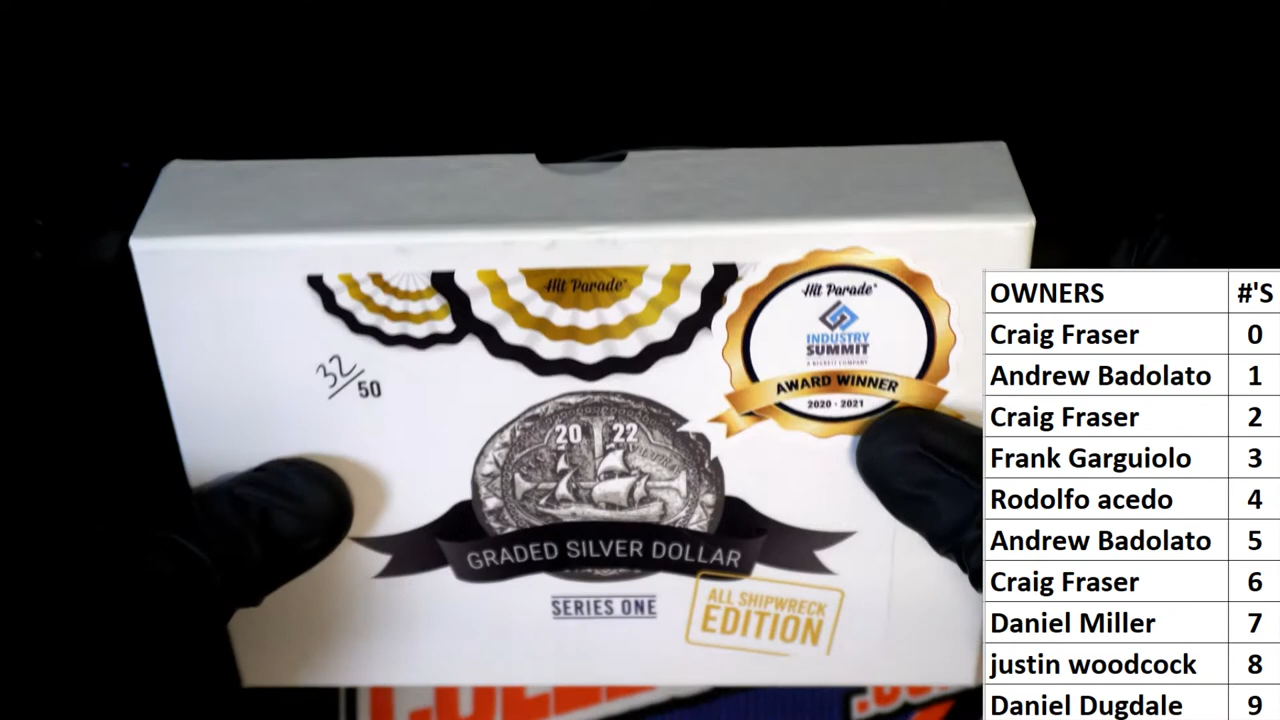 Hit Parade
Hit Parade
INDUSTRY
SUMMIT
AWARD WINNER
2020 - 2021
32/50
20 22
GRADED SILVER DOLLAR
SERIES ONE
ALL SHIPWRECK
EDITION
OWNERS #'S
Craig Fraser 0
Andrew Badolato 1
Craig Fraser 2
Frank Garguiolo 3
Rodolfo acedo 4
Andrew Badolato 5
Craig Fraser 6
Daniel Miller 7
justin woodcock 8
Daniel Dugdale 9